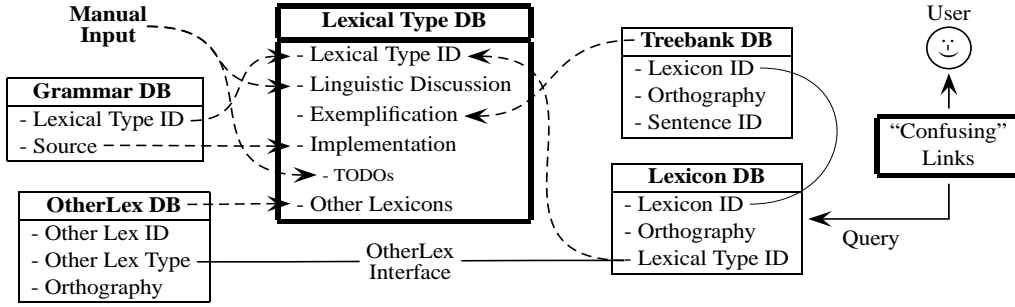 Manual
Input
Lexical Type DB
- Lexical Type ID
- Linguistic Discussion
- Exemplification
- Implementation
- TODOs
- Other Lexicons
Grammar DB
- Lexical Type ID
- Source
OtherLex DB
- Other Lex ID
- Other Lex Type
- Orthography
OtherLex
Interface
Treebank DB
- Lexicon ID
- Orthography
- Sentence ID
Lexicon DB
- Lexicon ID
- Orthography
- Lexical Type ID
User
“Confusing”
Links
Query